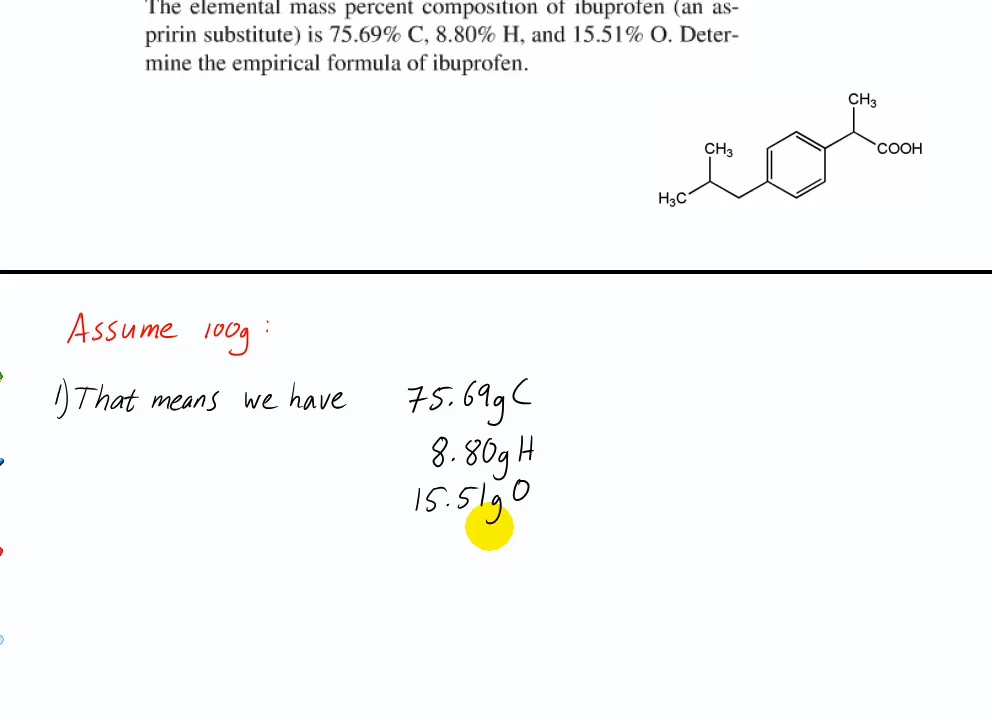 The elemental mass percent composition of ibuprofen (an as-
pririn substitute) is 75.69% C, 8.80% H, and 15.51% O. Deter-
mine the empirical formula of ibuprofen.
CH₃
CH₃
COOH
H₃C
Assume 100g:
1) That means we have 75.69g C
8.80g H
15.51g O